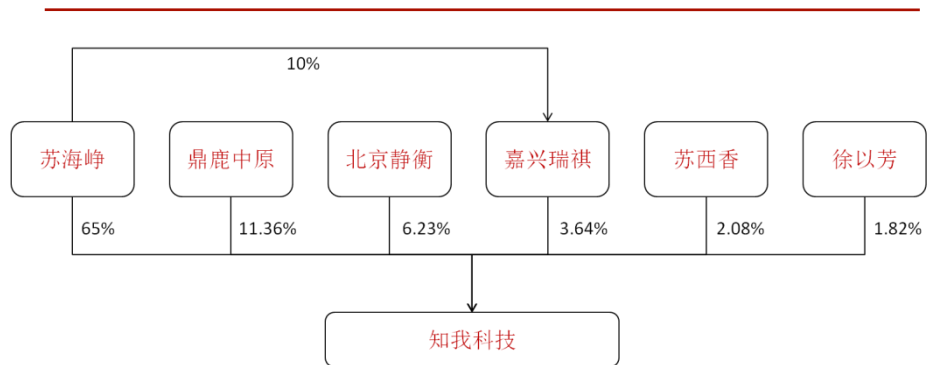 10%
苏海峥
鼎鹿中原
北京静衡
嘉兴瑞祺
苏西香
徐以芳
65%
11.36%
6.23%
3.64%
2.08%
1.82%
知我科技